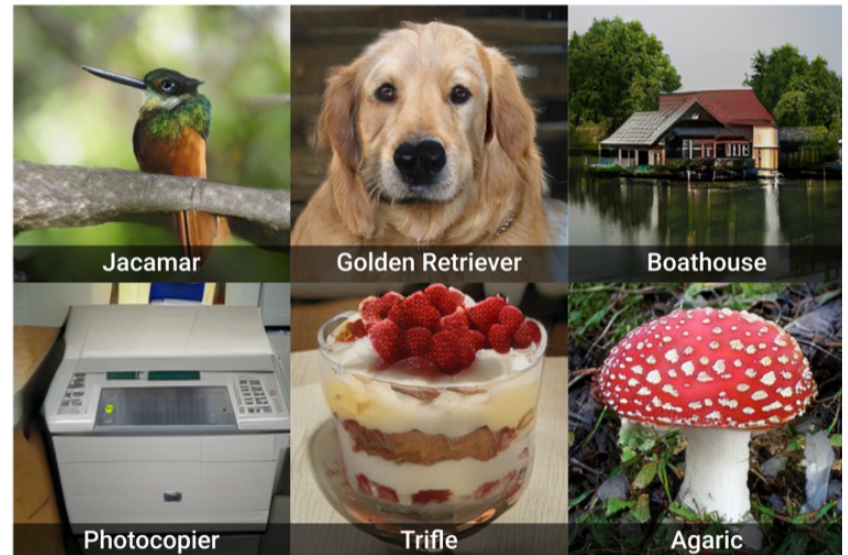 Jacamar
Golden Retriever
Boathouse
Photocopier
Trifle
Agaric